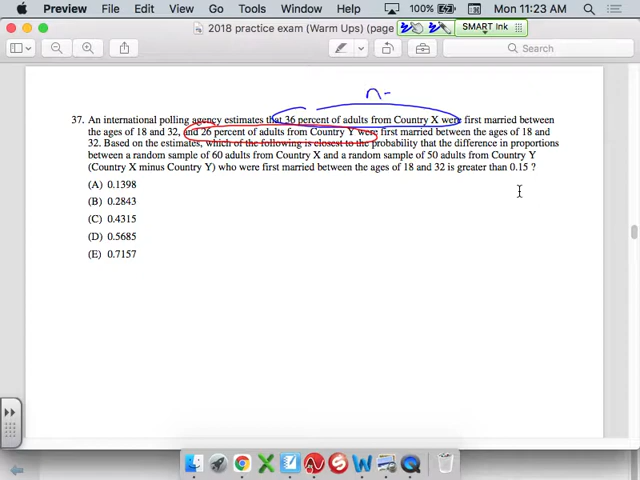 Preview File Edit View Go Tools Window Help 100% Mon 11:23 AM
2018 practice exam (Warm Ups) (page
SMART Ink
Search
n-
37. An international polling agency estimates that 36 percent of adults from Country X were first married between
the ages of 18 and 32, and 26 percent of adults from Country Y were first married between the ages of 18 and
32. Based on the estimates, which of the following is closest to the probability that the difference in proportions
between a random sample of 60 adults from Country X and a random sample of 50 adults from Country Y
(Country X minus Country Y) who were first married between the ages of 18 and 32 is greater than 0.15 ?
(A) 0.1398
(B) 0.2843
(C) 0.4315
(D) 0.5685
(E) 0.7157